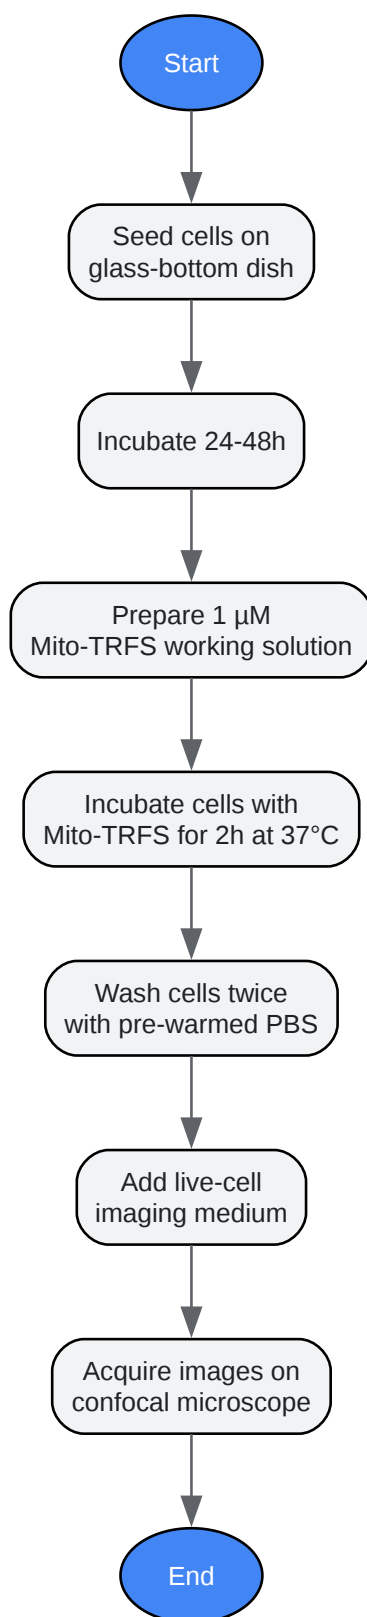 Start
Seed cells on
glass-bottom dish
Incubate 24-48h
Prepare 1 µM
Mito-TRFS working solution
Incubate cells with
Mito-TRFS for 2h at 37°C
Wash cells twice
with pre-warmed PBS
Add live-cell
imaging medium
Acquire images on
confocal microscope
End